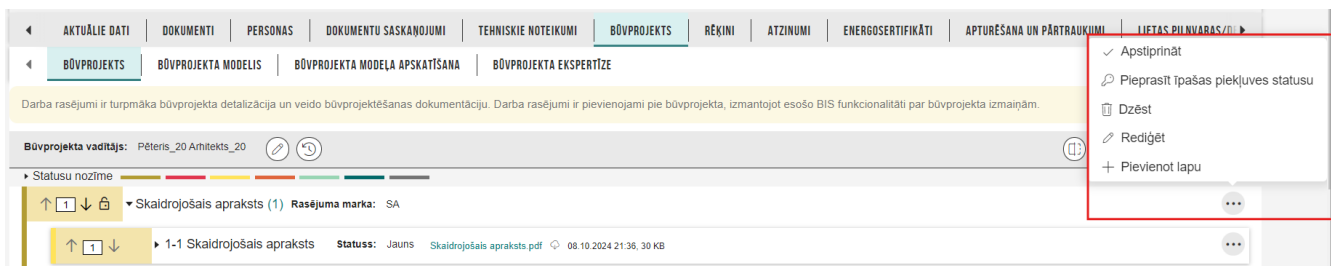 AKTUĀLIE DATI DOKUMENTI PERSONAS DOKUMENTU SASKAŅOJUMI TEHNISKIE NOTEIKUMI BŪVPROJEKTS RĒĶINI ATZINUMI ENERGOSERTIFIKĀTI APTURĒŠANA UN PĀRTRAUKUMI LIETAS PILNVARAS/
BŪVPROJEKTS BŪVPROJEKTA MODELIS BŪVPROJEKTA MODEĻA APSKATĪŠANA BŪVPROJEKTA EKSPERTĪZE
Apstiprināt
Pieprasīt īpašas piekļuves statusu
Dzēst
Rediģēt
Pievienot lapu
Darba rasējumi ir turpmāka būvprojekta detalizācija un veido būvprojektēšanas dokumentāciju. Darba rasējumi ir pievienojami pie būvprojekta, izmantojot esošo BIS funkcionalitāti par būvprojekta izmaiņām.
Būvprojekta vadītājs: Pēteris_20 Arhitekts_20
Statusu nozīme
1 Skaidrojošais apraksts (1) Rasējuma marka: SA
1 1-1 Skaidrojošais apraksts Statuss: Jauns Skaidrojošais apraksts.pdf 08.10.2024 21:36, 30 KB